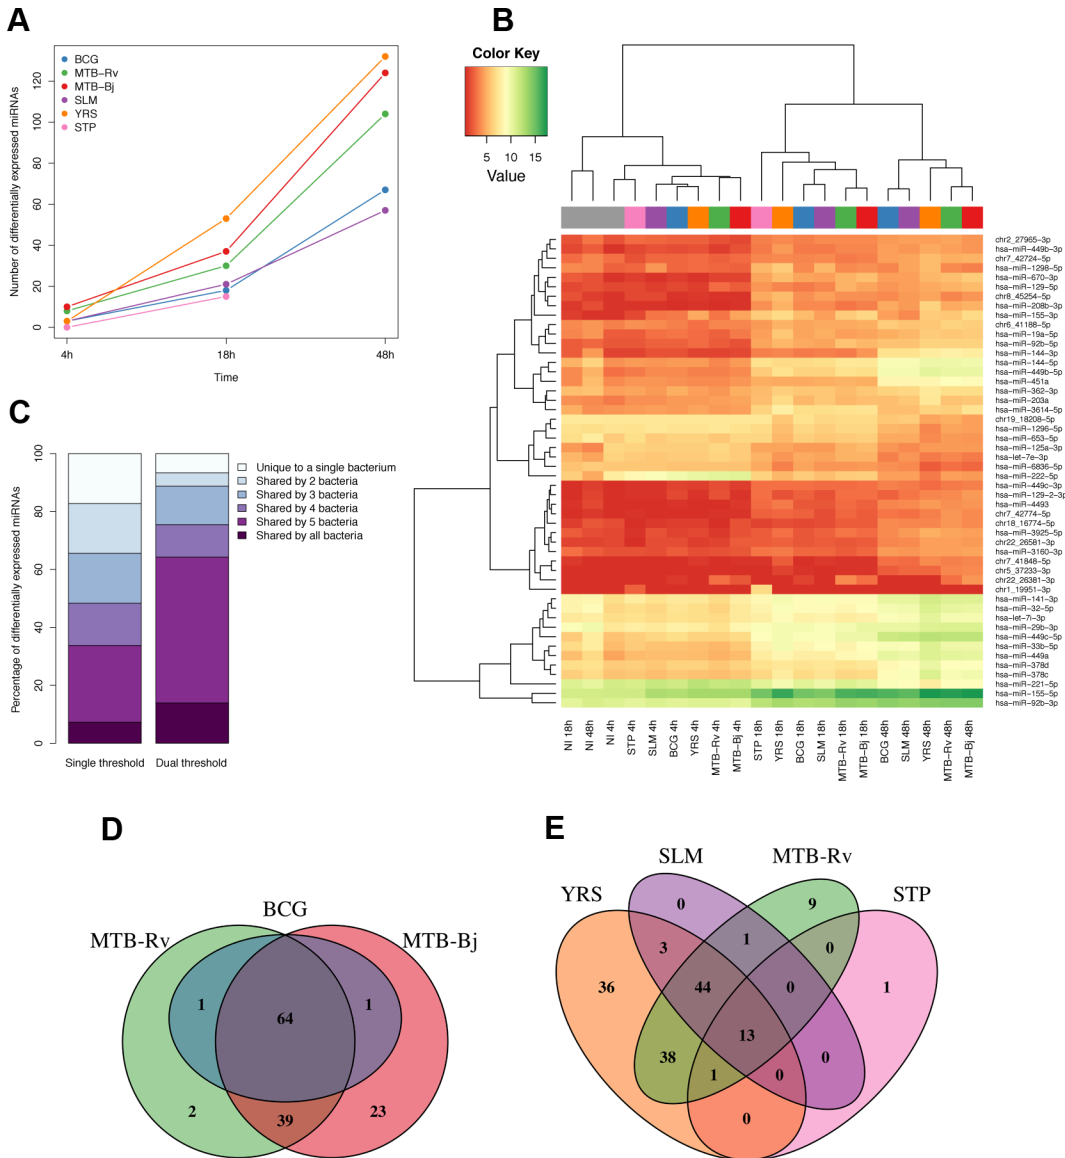 A
BCG
MTB-Rv
MTB-Bj
SLM
YRS
STP
Number of differentially expressed miRNAs
0
20
40
60
80
100
120
4h
18h
48h
Time
B
Color Key
5
10
15
Value
chr2_27965-3p
hsa-miR-449b-3p
chr7_42724-5p
hsa-miR-1298-5p
hsa-miR-670-3p
hsa-miR-129-5p
chr8_45254-5p
hsa-miR-208b-3p
hsa-miR-155-3p
chr6_41188-5p
hsa-miR-19a-5p
hsa-miR-92b-5p
hsa-miR-144-3p
hsa-miR-144-5p
hsa-miR-449b-5p
hsa-miR-451a
hsa-miR-362-3p
hsa-miR-203a
hsa-miR-3614-5p
chr19_18208-5p
hsa-miR-1296-5p
hsa-miR-653-5p
hsa-miR-125a-3p
hsa-let-7e-3p
hsa-miR-6836-5p
hsa-miR-222-5p
hsa-miR-449c-3p
hsa-miR-129-2-3p
hsa-miR-4493
chr7_42774-5p
chr18_16774-5p
hsa-miR-3925-5p
chr22_26581-3p
hsa-miR-3160-3p
chr7_41848-5p
chr5_37233-3p
chr22_26381-3p
chr1_19951-3p
hsa-miR-141-3p
hsa-miR-32-5p
hsa-let-7i-3p
hsa-miR-29b-3p
hsa-miR-449c-5p
hsa-miR-33b-5p
hsa-miR-449a
hsa-miR-378d
hsa-miR-378c
hsa-miR-221-5p
hsa-miR-155-5p
hsa-miR-92b-3p
NI 18h
NI 48h
NI 4h
STP 4h
SLM 4h
BCG 4h
YRS 4h
MTB-Rv 4h
MTB-Bj 4h
STP 18h
YRS 18h
BCG 18h
SLM 18h
MTB-Rv 18h
MTB-Bj 18h
BCG 48h
SLM 48h
YRS 48h
MTB-Rv 48h
MTB-Bj 48h
C
Percentage of differentially expressed miRNAs
0
20
40
60
80
100
Single threshold
Dual threshold
Unique to a single bacterium
Shared by 2 bacteria
Shared by 3 bacteria
Shared by 4 bacteria
Shared by 5 bacteria
Shared by all bacteria
D
BCG
MTB-Rv
MTB-Bj
1
64
1
2
39
23
E
SLM
MTB-Rv
YRS
STP
0
9
3
1
0
36
44
0
1
13
38
1
0
0
0